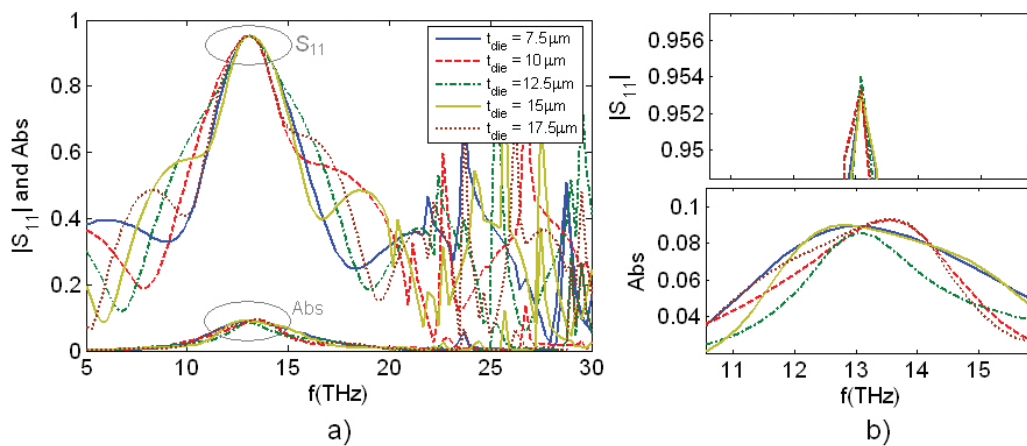 |S11| and Abs
1
0.8
0.6
0.4
0.2
0
5
10
15
20
25
30
f(THz)
a)
S11
Abs
tdie = 7.5µm
tdie = 10µm
tdie = 12.5µm
tdie = 15µm
tdie = 17.5µm
|S11|
0.956
0.954
0.952
0.95
Abs
0.1
0.08
0.06
0.04
11
12
13
14
15
f(THz)
b)